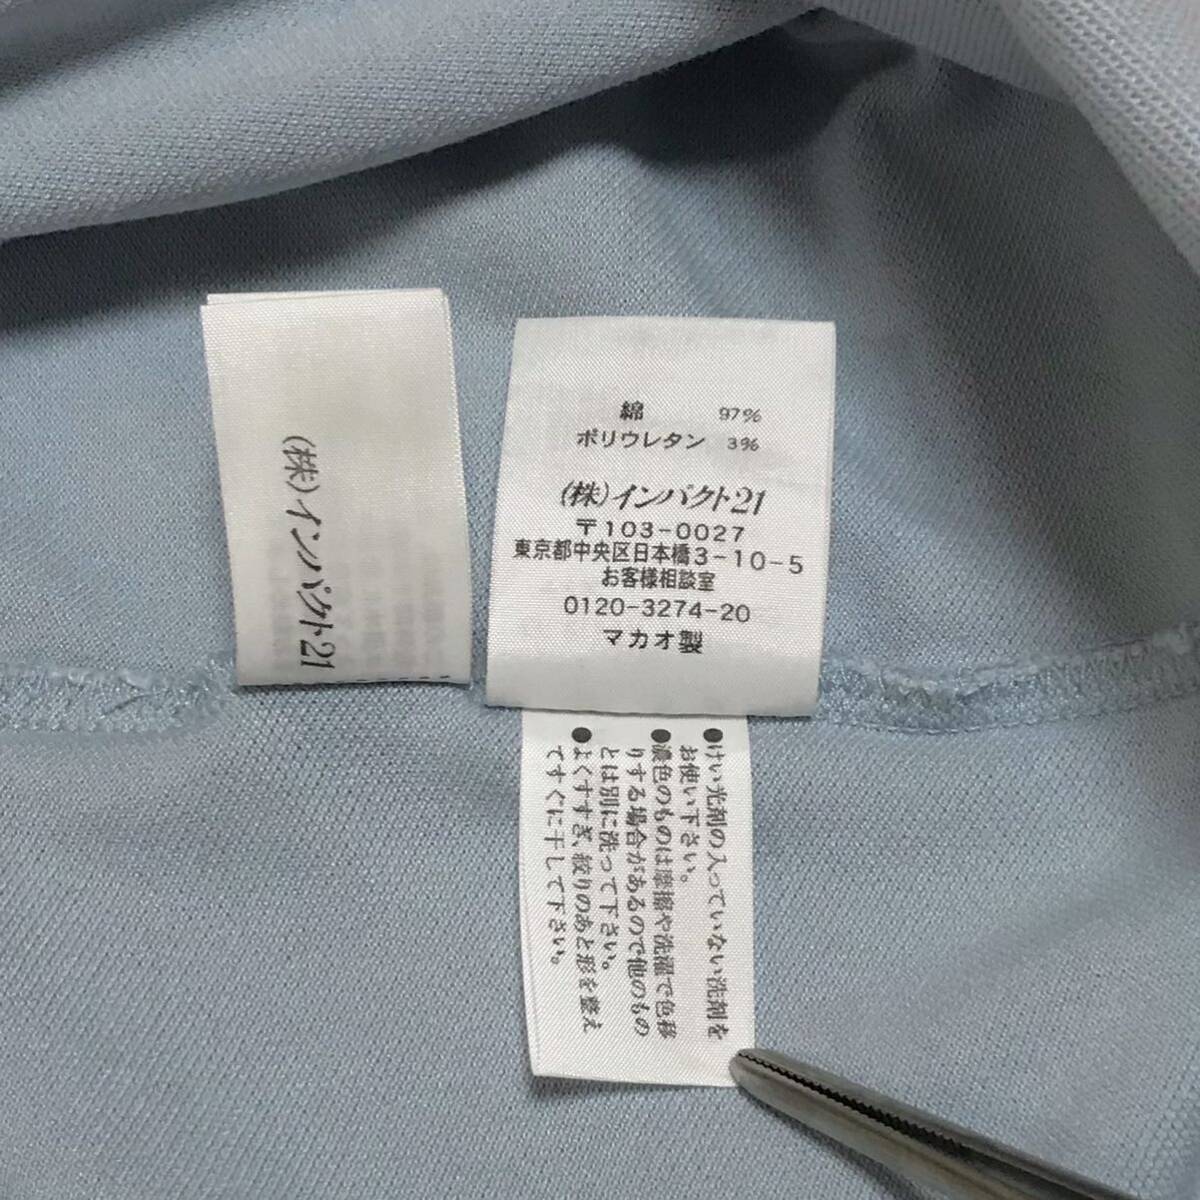 (株)インパクト21
綿 97%
ポリウレタン 3%
(株)インパクト21
〒103-0027
東京都中央区日本橋3-10-5
お客様相談室
0120-3274-20
マカオ製
●けい光剤の入っていない洗剤を
お使い下さい。
●濃色のものは摩擦や洗濯で色移
りする場合があるので他のもの
とは別に洗って下さい。
●よくすすぎ、絞りのあと形を整え
てすぐに干して下さい。